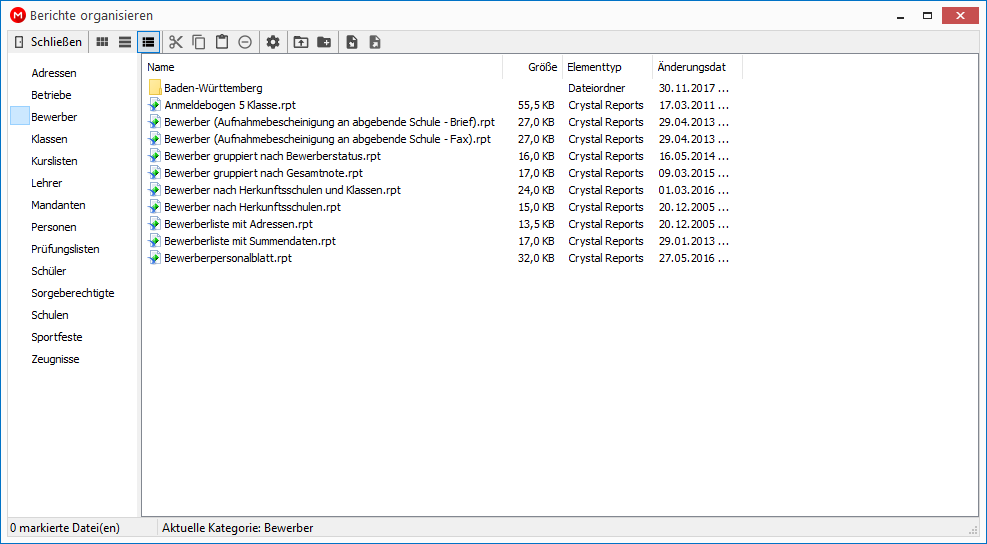 M Berichte organisieren
Schließen
Adressen
Betriebe
Bewerber
Klassen
Kurslisten
Lehrer
Mandanten
Personen
Prüfungslisten
Schüler
Sorgeberechtigte
Schulen
Sportfeste
Zeugnisse
Name Größe Elementtyp Änderungsdat
Baden-Württemberg Dateiordner 30.11.2017 ...
Anmeldebogen 5 Klasse.rpt 55,5 KB Crystal Reports 17.03.2011 ...
Bewerber (Aufnahmebescheinigung an abgebende Schule - Brief).rpt 27,0 KB Crystal Reports 29.04.2013 ...
Bewerber (Aufnahmebescheinigung an abgebende Schule - Fax).rpt 27,0 KB Crystal Reports 29.04.2013 ...
Bewerber gruppiert nach Bewerberstatus.rpt 16,0 KB Crystal Reports 16.05.2014 ...
Bewerber gruppiert nach Gesamtnote.rpt 17,0 KB Crystal Reports 09.03.2015 ...
Bewerber nach Herkunftsschulen und Klassen.rpt 24,0 KB Crystal Reports 01.03.2016 ...
Bewerber nach Herkunftsschulen.rpt 15,0 KB Crystal Reports 20.12.2005 ...
Bewerberliste mit Adressen.rpt 13,5 KB Crystal Reports 20.12.2005 ...
Bewerberliste mit Summendaten.rpt 17,0 KB Crystal Reports 29.01.2013 ...
Bewerberpersonalblatt.rpt 32,0 KB Crystal Reports 27.05.2016 ...
0 markierte Datei(en) Aktuelle Kategorie: Bewerber